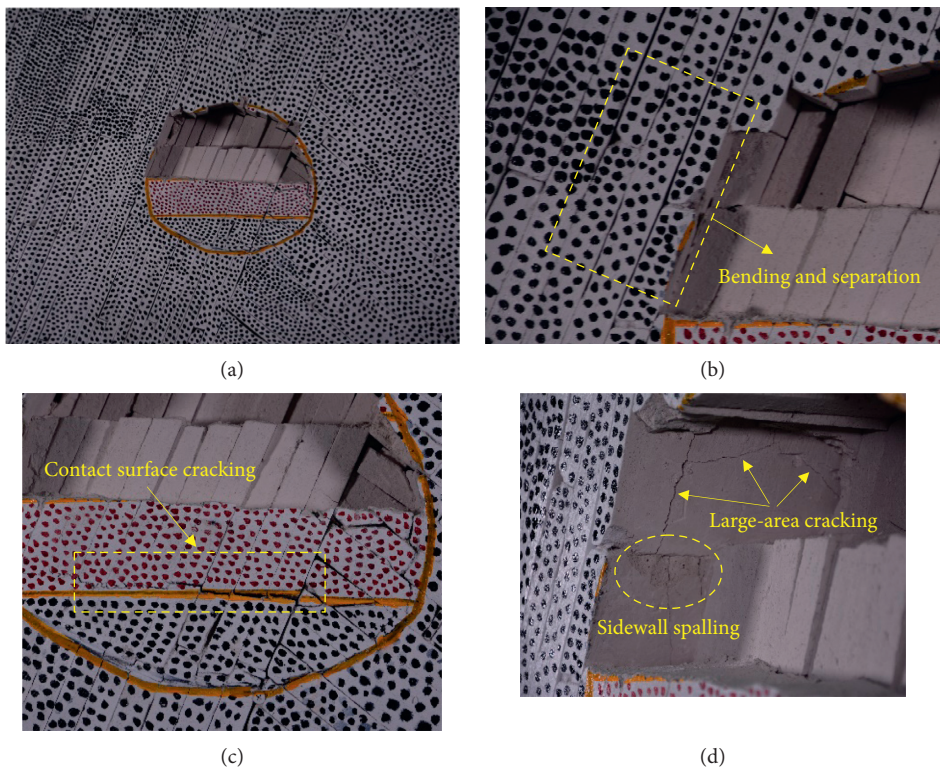 (a)
Bending and separation
(b)
Contact surface cracking
(c)
Large-area cracking
Sidewall spalling
(d)